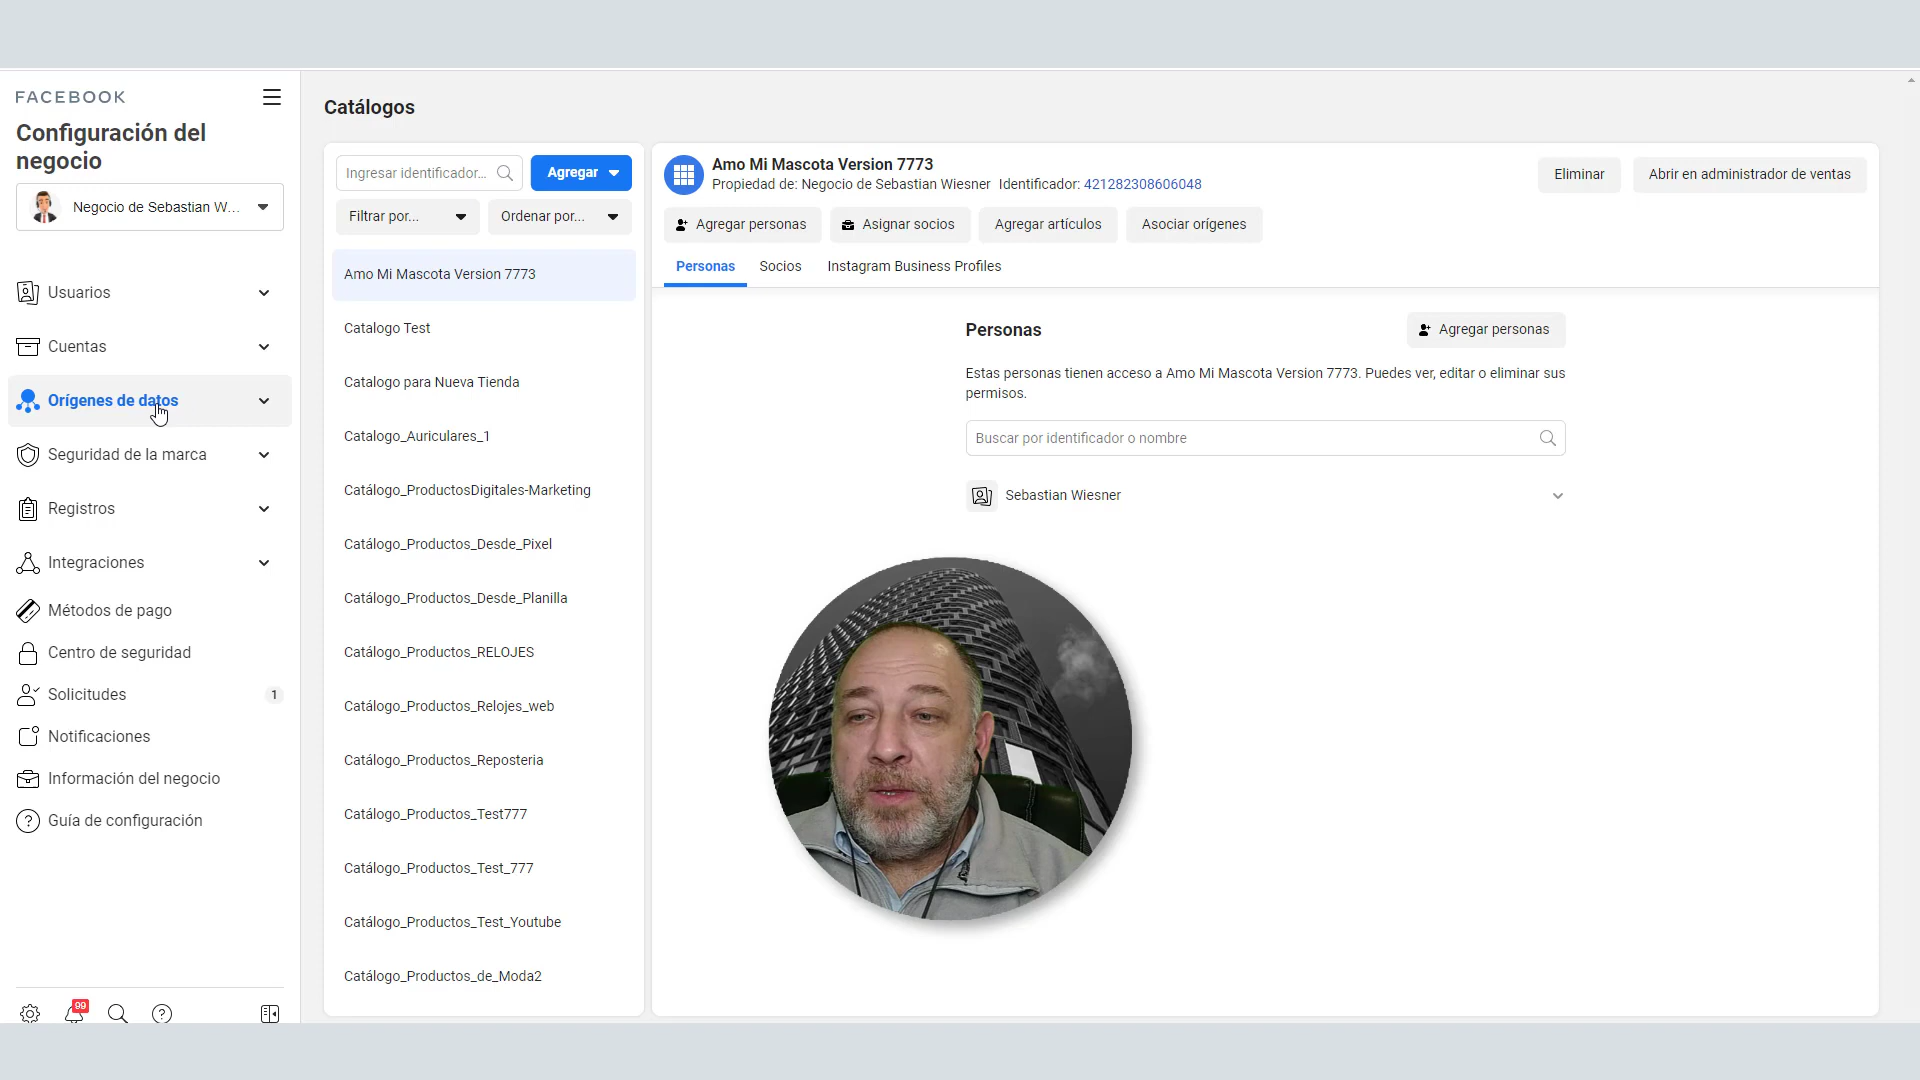 FACEBOOK
Configuración del
negocio
Negocio de Sebastian W...
Usuarios
Cuentas
Orígenes de datos
Seguridad de la marca
Registros
Integraciones
Métodos de pago
Centro de seguridad
Solicitudes 1
Notificaciones
Información del negocio
Guía de configuración
99
Catálogos
Ingresar identificador...
Agregar
Filtrar por...
Ordenar por...
Amo Mi Mascota Version 7773
Catalogo Test
Catalogo para Nueva Tienda
Catalogo_Auriculares_1
Catálogo_ProductosDigitales-Marketing
Catálogo_Productos_Desde_Pixel
Catálogo_Productos_Desde_Planilla
Catálogo_Productos_RELOJES
Catálogo_Productos_Relojes_web
Catálogo_Productos_Reposteria
Catálogo_Productos_Test777
Catálogo_Productos_Test_777
Catálogo_Productos_Test_Youtube
Catálogo_Productos_de_Moda2
Amo Mi Mascota Version 7773
Propiedad de: Negocio de Sebastian Wiesner Identificador: 421282308606048
Eliminar
Abrir en administrador de ventas
Agregar personas
Asignar socios
Agregar artículos
Asociar orígenes
Personas
Socios
Instagram Business Profiles
Personas
Agregar personas
Estas personas tienen acceso a Amo Mi Mascota Version 7773. Puedes ver, editar o eliminar sus
permisos.
Buscar por identificador o nombre
Sebastian Wiesner